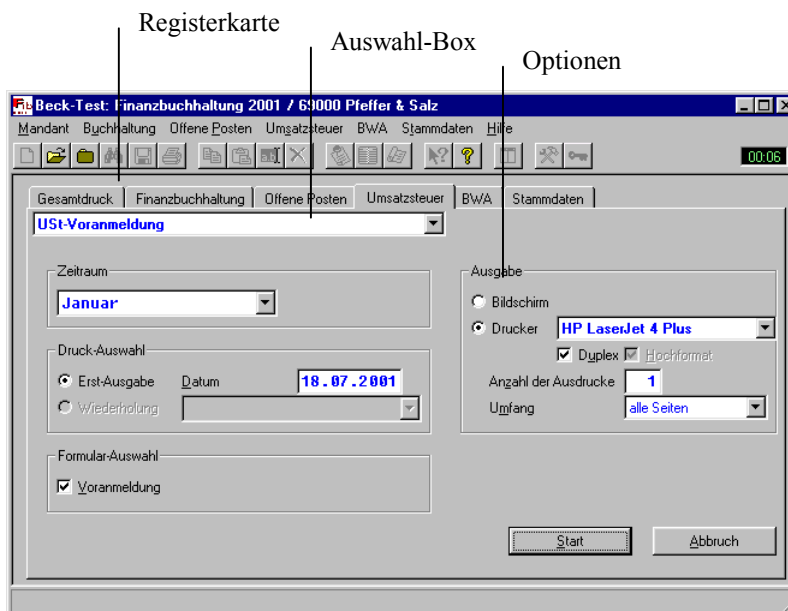 Registerkarte
Auswahl-Box
Optionen
Beck-Test: Finanzbuchhaltung 2001 / 69000 Pfeffer & Salz
Mandant Buchhaltung Offene Posten Umsatzsteuer BWA Stammdaten Hilfe
00:06
Gesamtdruck Finanzbuchhaltung Offene Posten Umsatzsteuer BWA Stammdaten
USt-Voranmeldung
Zeitraum
Januar
Druck-Auswahl
Erst-Ausgabe Datum 18.07.2001
Wiederholung
Formular-Auswahl
Voranmeldung
Ausgabe
Bildschirm
Drucker HP LaserJet 4 Plus
Duplex Hochformat
Anzahl der Ausdrucke 1
Umfang alle Seiten
Start Abbruch